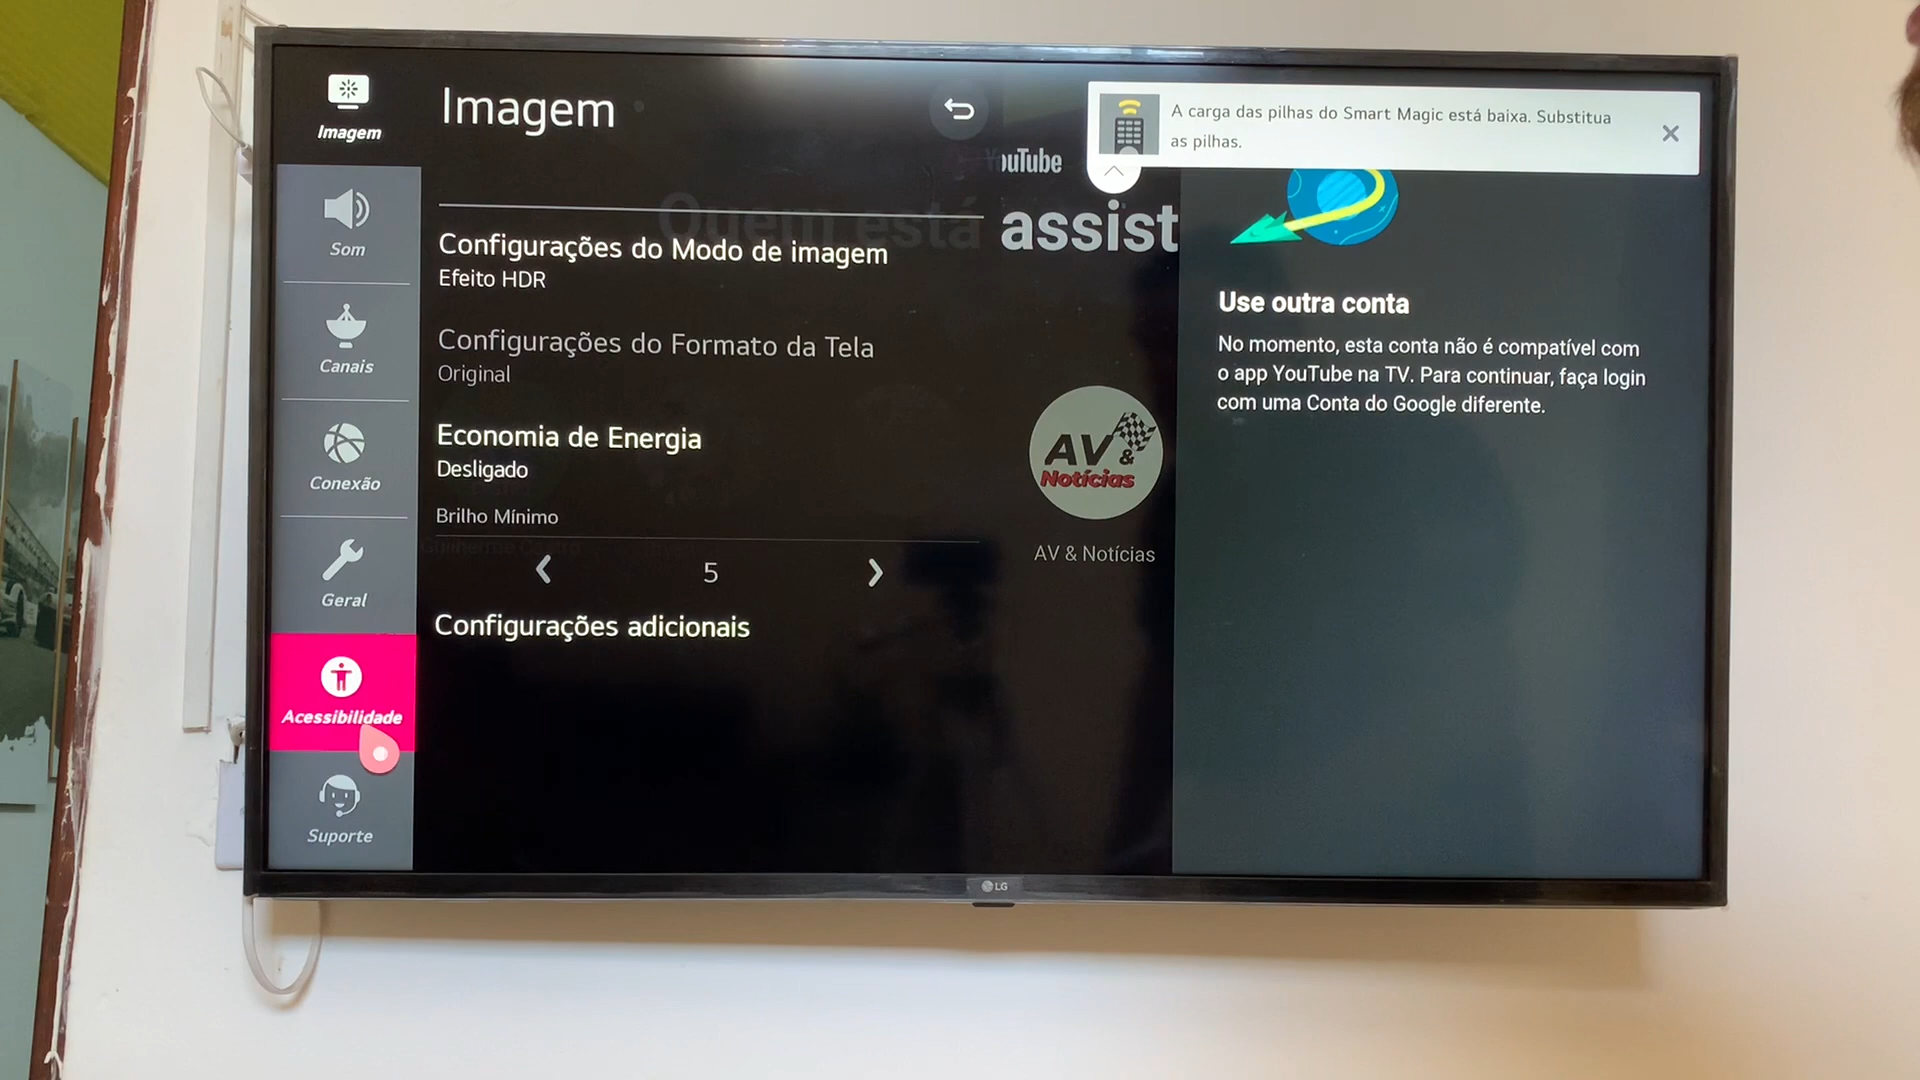 Imagem
Som
Canais
Conexão
Geral
Acessibilidade
Suporte
Imagem
Configurações do Modo de imagem
Efeito HDR
Configurações do Formato da Tela
Original
Economia de Energia
Desligado
Brilho Mínimo
5
Configurações adicionais
ouTube
Quem está assist
AV &
Notícias
AV & Notícias
A carga das pilhas do Smart Magic está baixa. Substitua
as pilhas.
Use outra conta
No momento, esta conta não é compatível com
o app YouTube na TV. Para continuar, faça login
com uma Conta do Google diferente.
LG